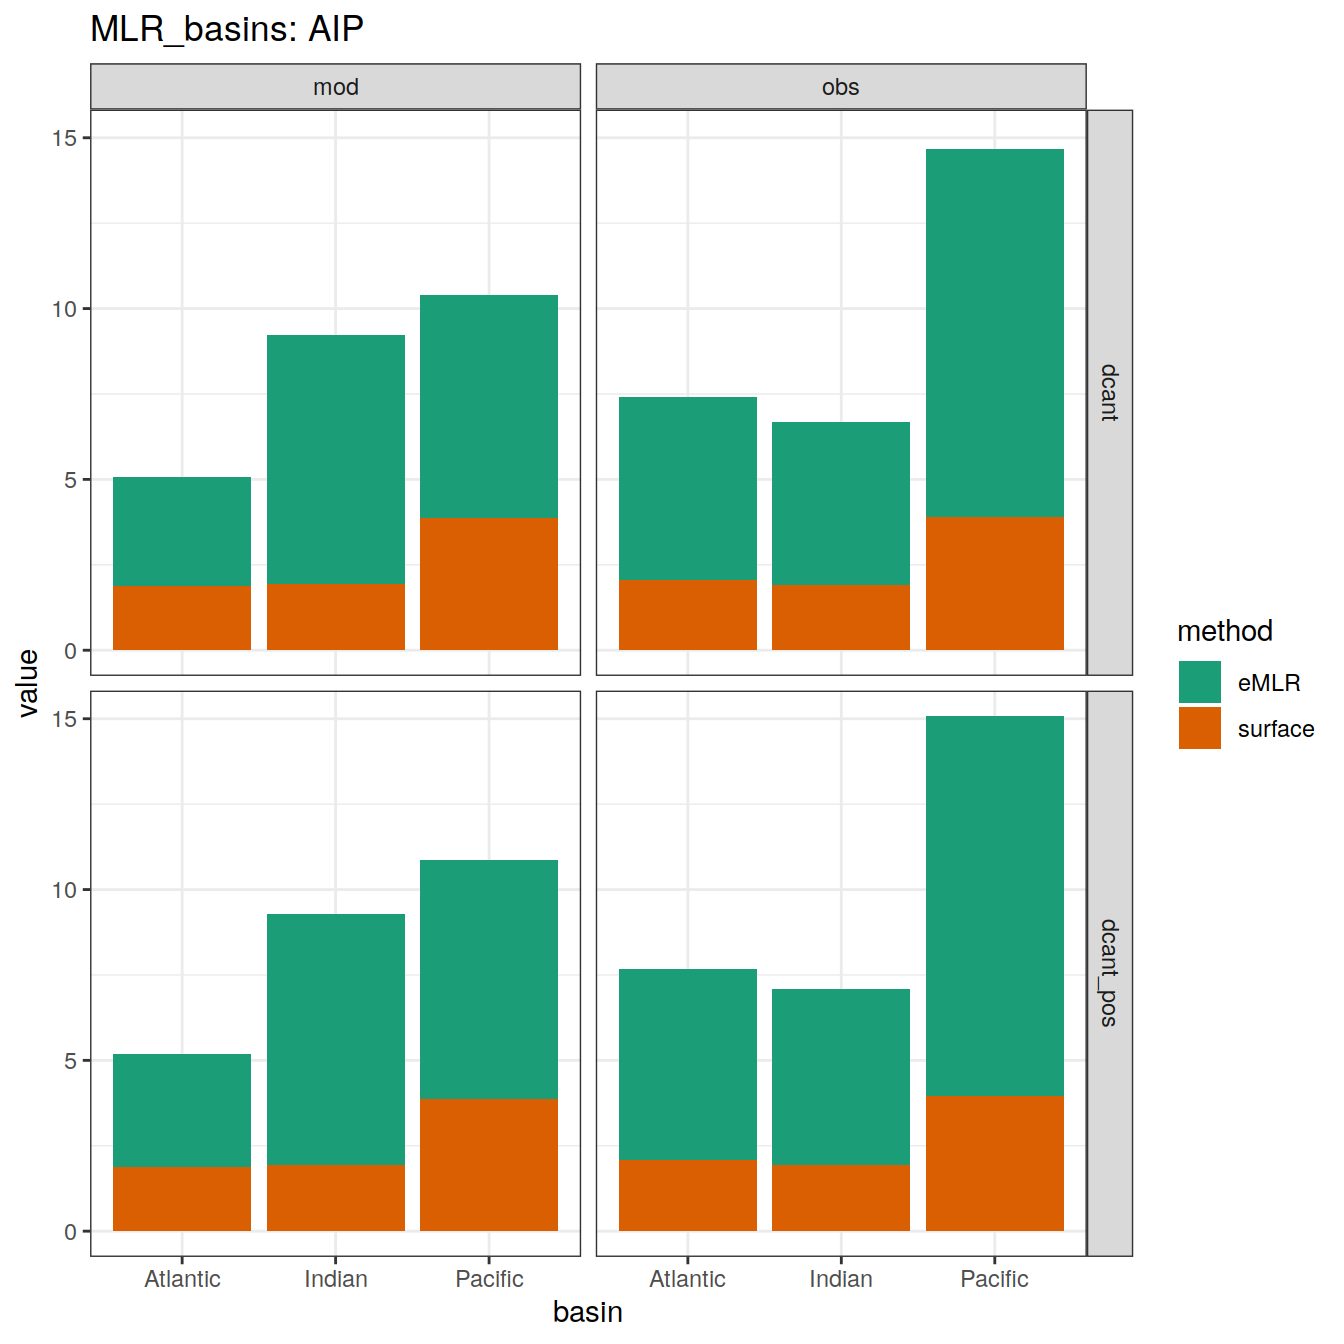 MLR_basins: AIP
mod
obs
15
10
5
0
dcant
15
10
5
0
dcant_pos
value
Atlantic
Indian
Pacific
Atlantic
Indian
Pacific
basin
method
eMLR
surface